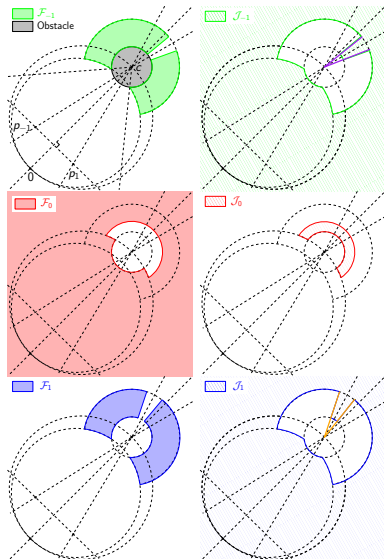 𝓕₋₁
Obstacle
c
p₋₁
0
p₁
𝓙₋₁
𝓕₀
𝓙₀
𝓕₁
𝓙₁